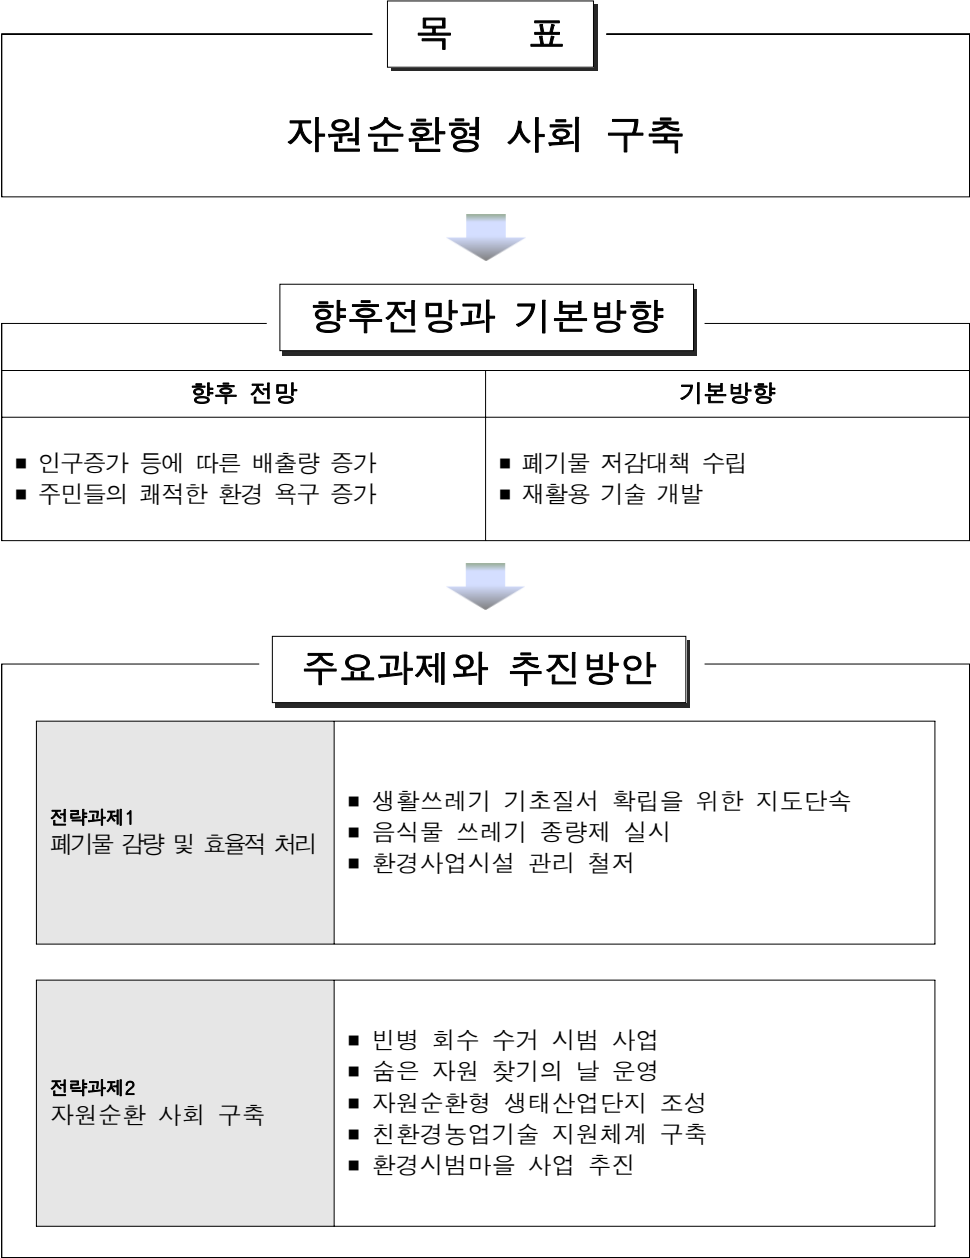 목 표
자원순환형 사회 구축
향후전망과 기본방향
향후 전망
기본방향
■ 인구증가 등에 따른 배출량 증가
■ 주민들의 쾌적한 환경 욕구 증가
■ 폐기물 저감대책 수립
■ 재활용 기술 개발
주요과제와 추진방안
전략과제1
폐기물 감량 및 효율적 처리
■ 생활쓰레기 기초질서 확립을 위한 지도단속
■ 음식물 쓰레기 종량제 실시
■ 환경사업시설 관리 철저
전략과제2
자원순환 사회 구축
■ 빈병 회수 수거 시범 사업
■ 숨은 자원 찾기의 날 운영
■ 자원순환형 생태산업단지 조성
■ 친환경농업기술 지원체계 구축
■ 환경시범마을 사업 추진